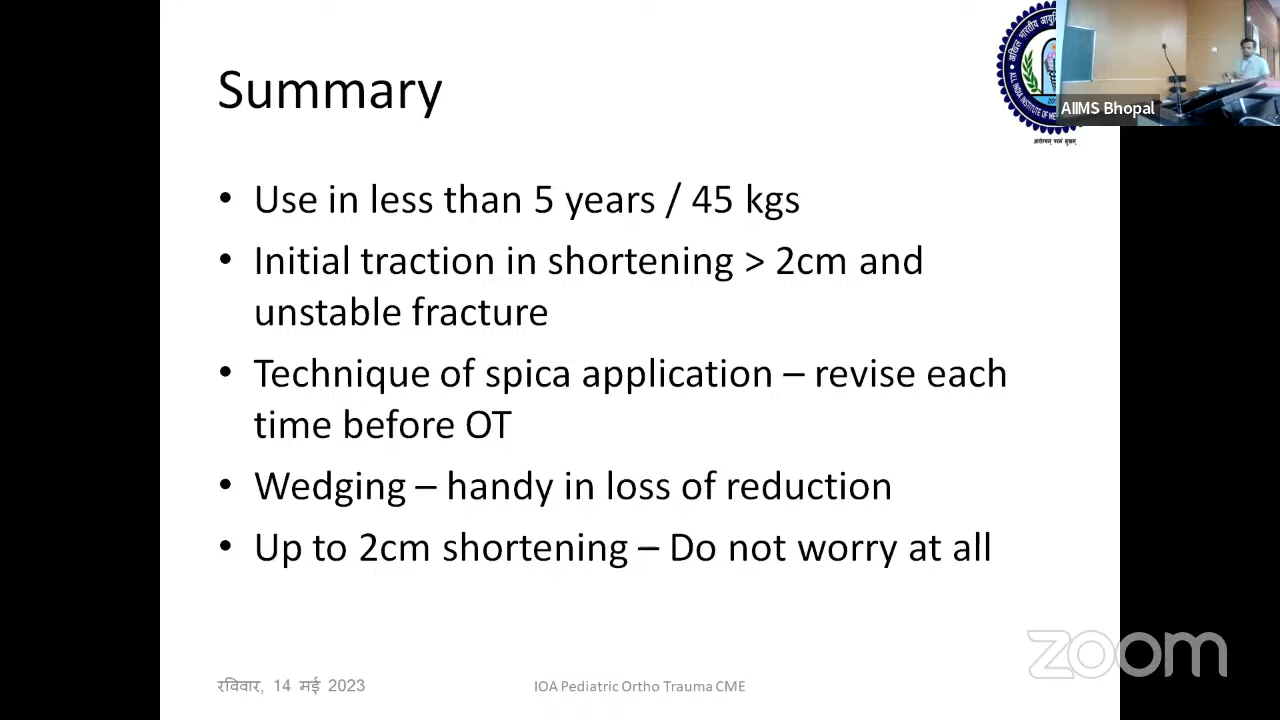 Summary
AIIMS Bhopal
• Use in less than 5 years / 45 kgs
• Initial traction in shortening > 2cm and
unstable fracture
• Technique of spica application – revise each
time before OT
• Wedging – handy in loss of reduction
• Up to 2cm shortening – Do not worry at all
zoom
रविवार, 14 मई 2023
IOA Pediatric Ortho Trauma CME